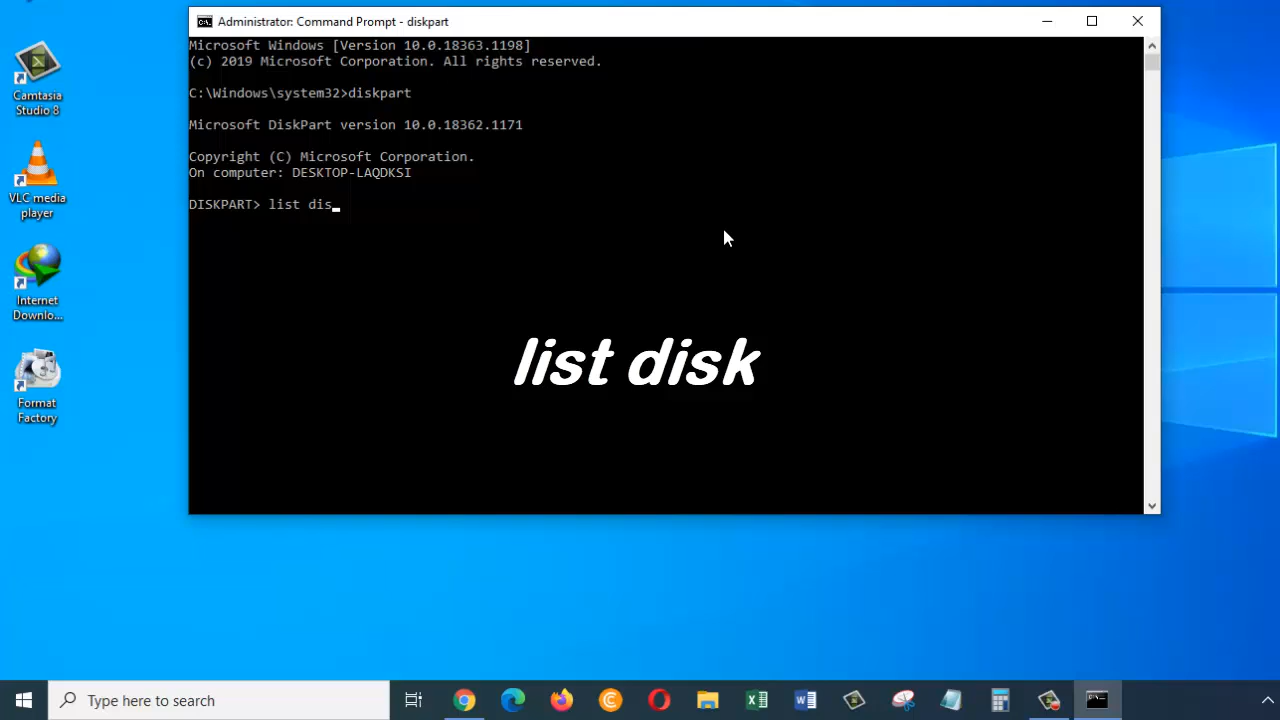 Administrator: Command Prompt - diskpart
Microsoft Windows [Version 10.0.18363.1198]
(c) 2019 Microsoft Corporation. All rights reserved.
C:\Windows\system32>diskpart
Microsoft DiskPart version 10.0.18362.1171
Copyright (C) Microsoft Corporation.
On computer: DESKTOP-LAQDKSI
DISKPART> list dis
list disk
Camtasia
Studio 8
VLC media
player
Internet
Downlo...
Format
Factory
Type here to search